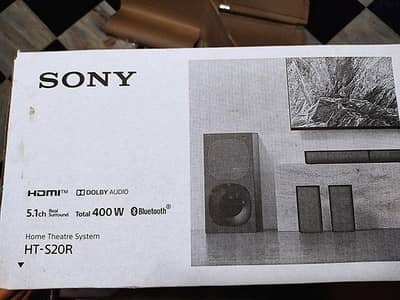 SONY
HDMI™ DOLBY AUDIO
5.1ch Real Surround Total 400 W Bluetooth®
Home Theatre System
HT-S20R